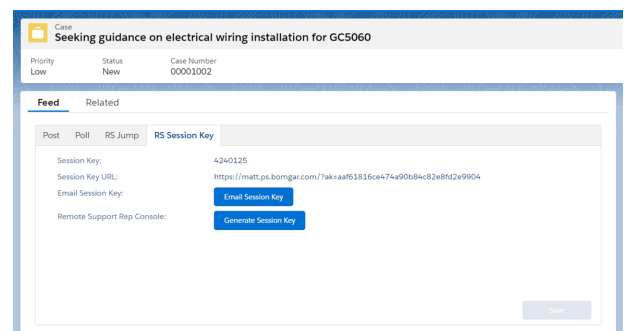 Case
Seeking guidance on electrical wiring installation for GC5060
Priority Status Case Number
Low New 00001002
Feed Related
Post Poll RS Jump RS Session Key
Session Key: 4240125
Session Key URL: https://matt.ps.bomgar.com/?ak=aaf61816ce474a90b84c82e8fd2e9904
Email Session Key: Email Session Key
Remote Support Rep Console: Generate Session Key
Save